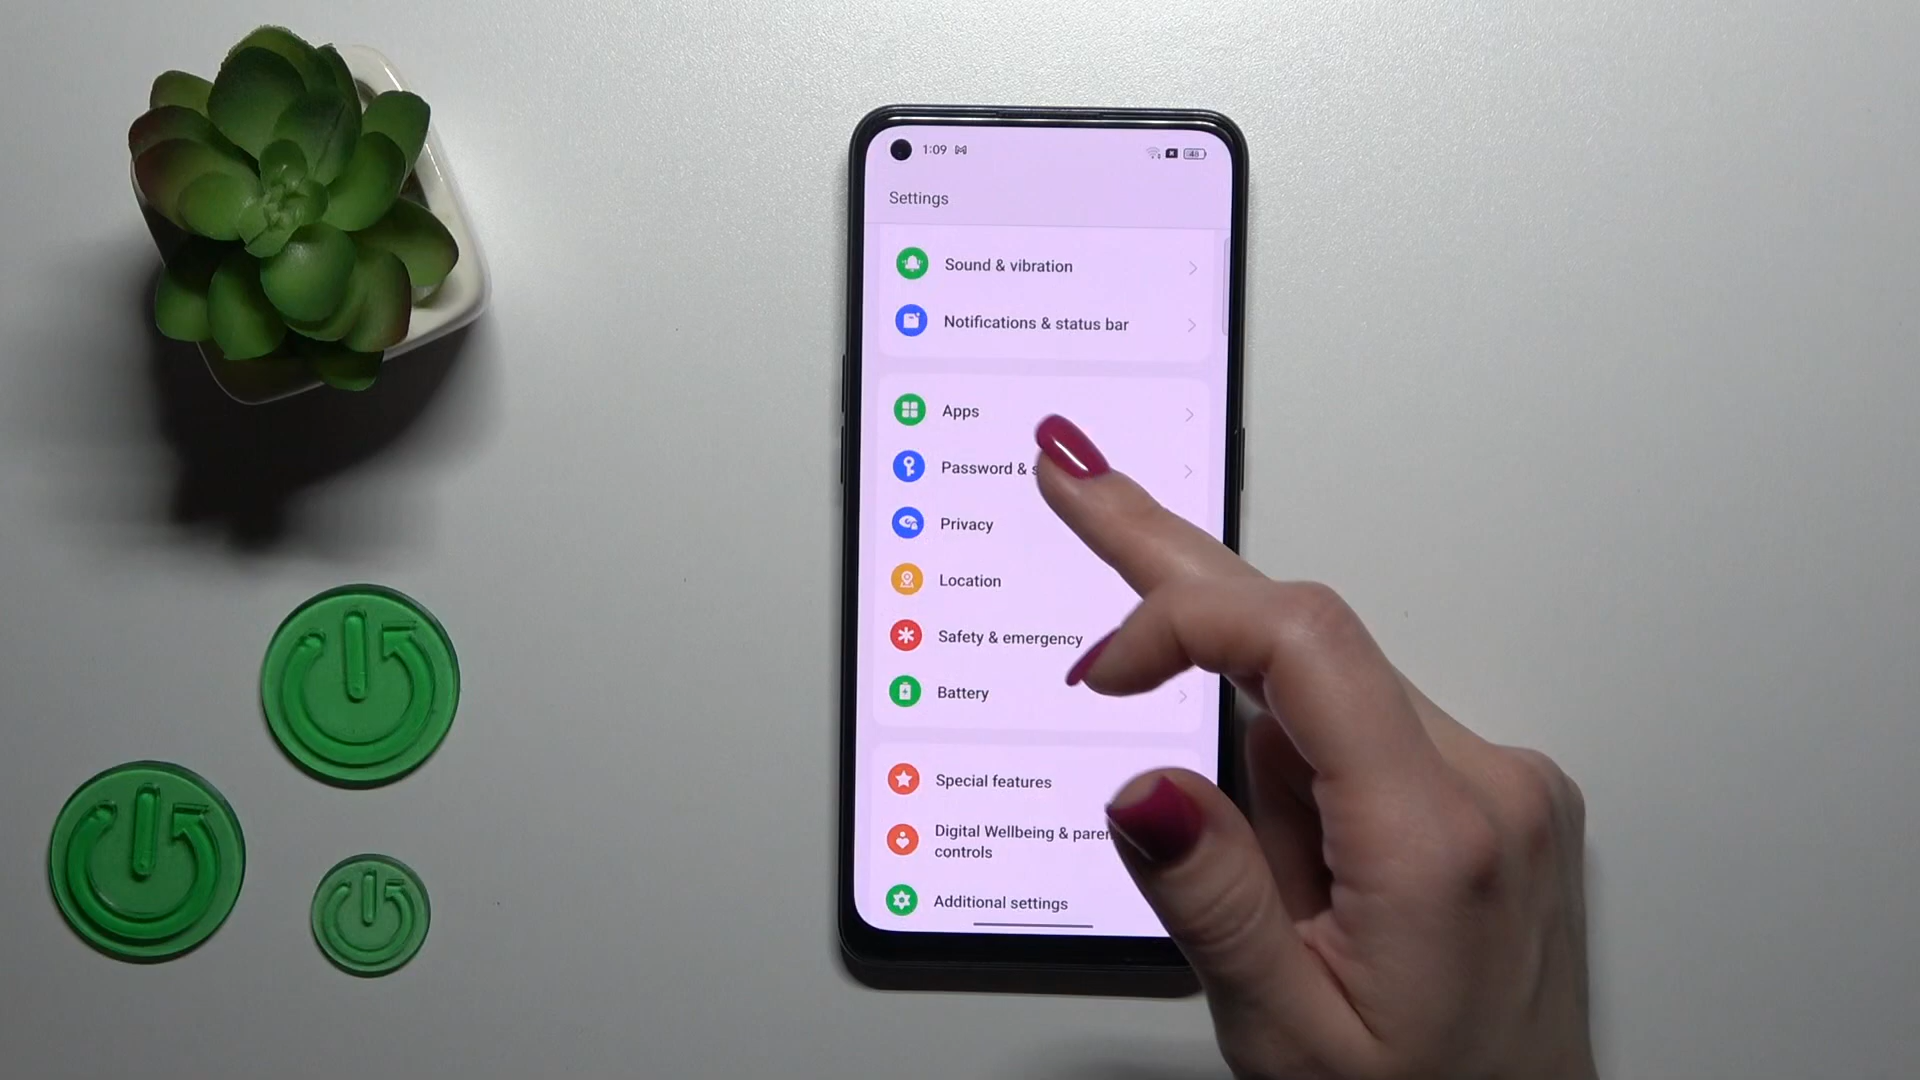 1:09
48
Settings
Sound & vibration
Notifications & status bar
Apps
Password &
Privacy
Location
Safety & emergency
Battery
Special features
Digital Wellbeing &
controls
Additional settings